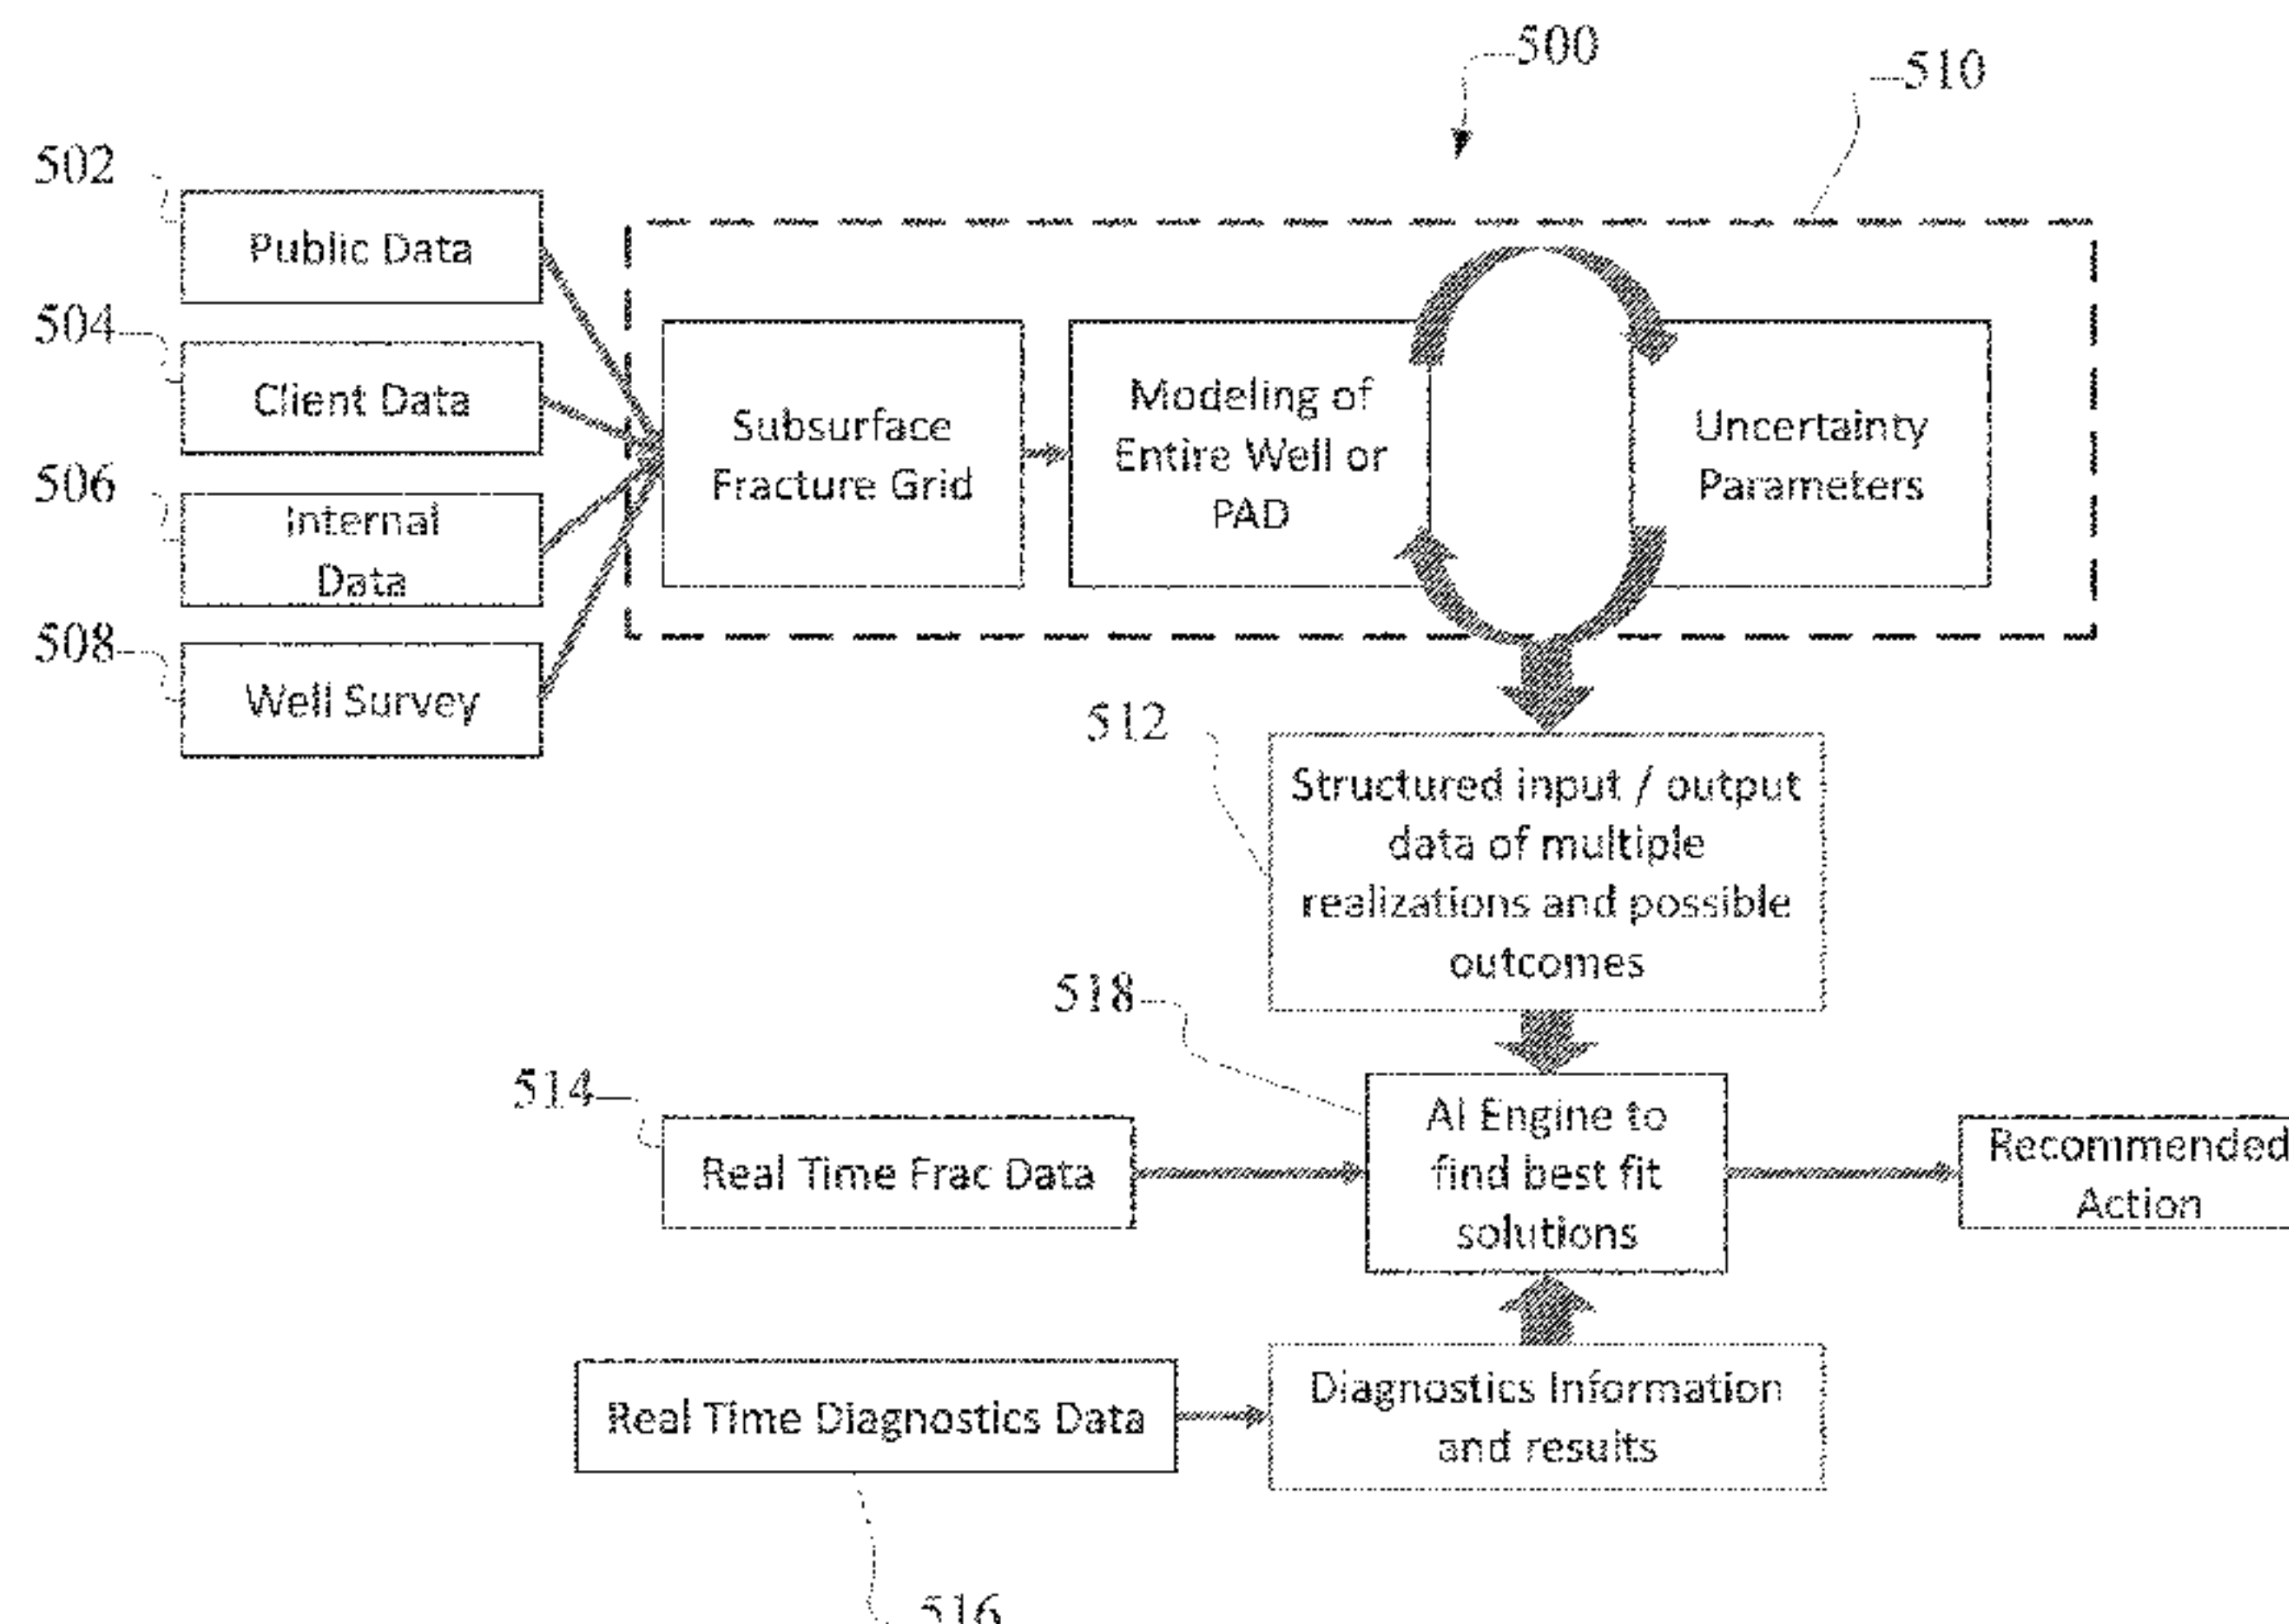 500
510
502
Public Data
504
Client Data
506
Internal
Data
508
Well Survey
Subsurface
Fracture Grid
Modeling of
Entire Well or
PAD
Uncertainty
Parameters
512
Structured input / output
data of multiple
realizations and possible
outcomes
518
514
Real Time Frac Data
AI Engine to
find best fit
solutions
Recommended
Action
Real Time Diagnostics Data
Diagnostics Information
and results
516